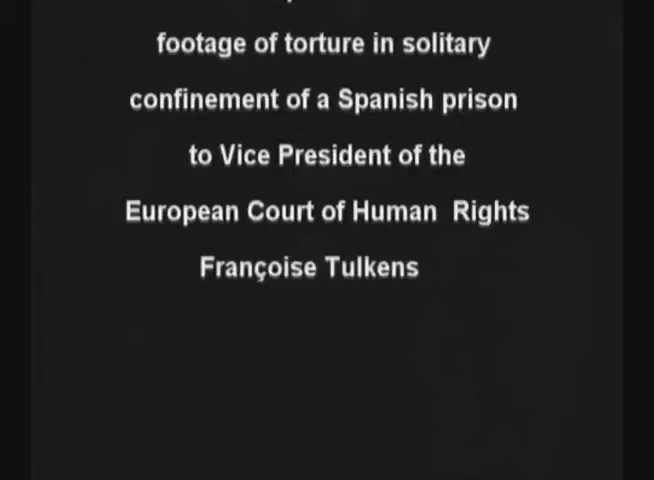 footage of torture in solitary
confinement of a Spanish prison
to Vice President of the
European Court of Human Rights
Françoise Tulkens